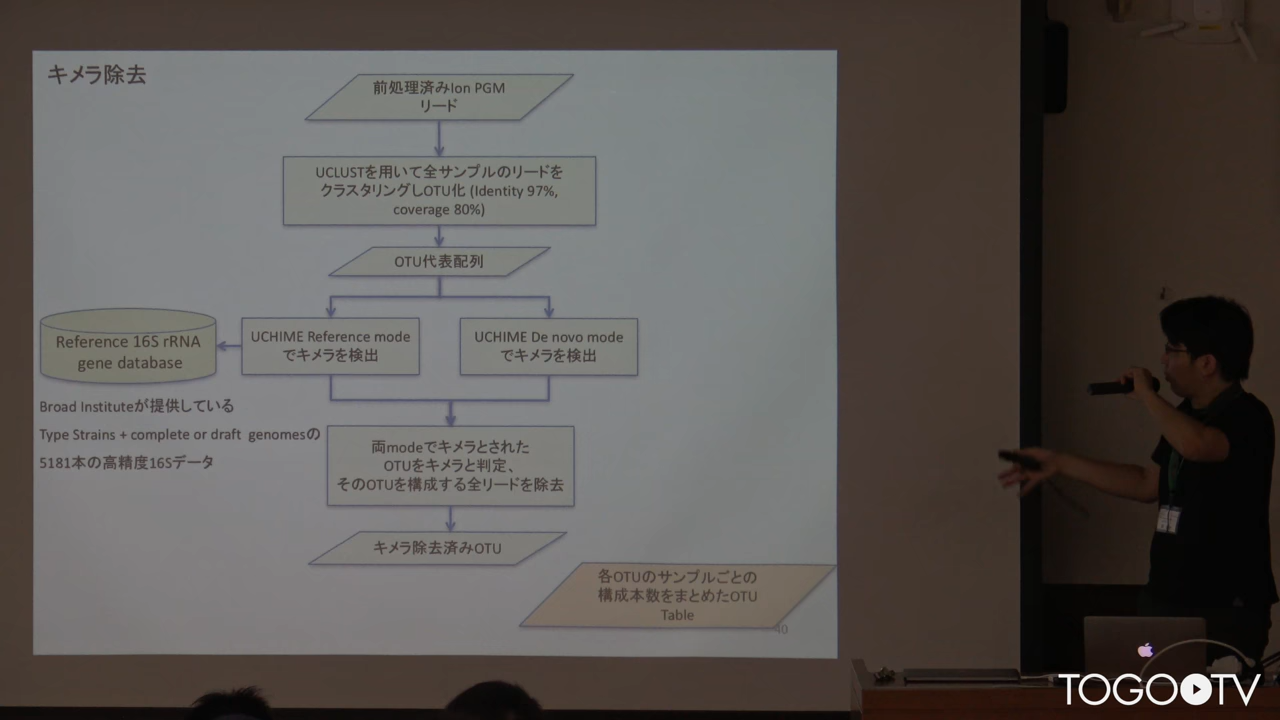 キメラ除去
前処理済みIon PGM
リード
UCLUSTを用いて全サンプルのリードを
クラスタリングしOTU化 (Identity 97%,
coverage 80%)
OTU代表配列
UCHIME Reference mode
でキメラを検出
UCHIME De novo mode
でキメラを検出
Reference 16S rRNA
gene database
Broad Instituteが提供している
Type Strains + complete or draft genomesの
5181本の高精度16Sデータ
両modeでキメラとされた
OTUをキメラと判定、
そのOTUを構成する全リードを除去
キメラ除去済みOTU
各OTUのサンプルごとの
構成本数をまとめたOTU
Table
40
TOGOTV